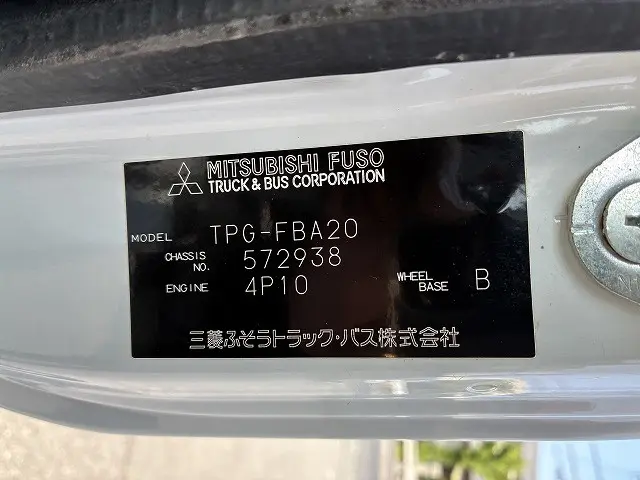 MITSUBISHI FUSO
TRUCK & BUS CORPORATION
MODEL TPG-FBA20
CHASSIS NO. 572938
ENGINE 4P10 WHEEL BASE B
三菱ふそうトラック・バス株式会社